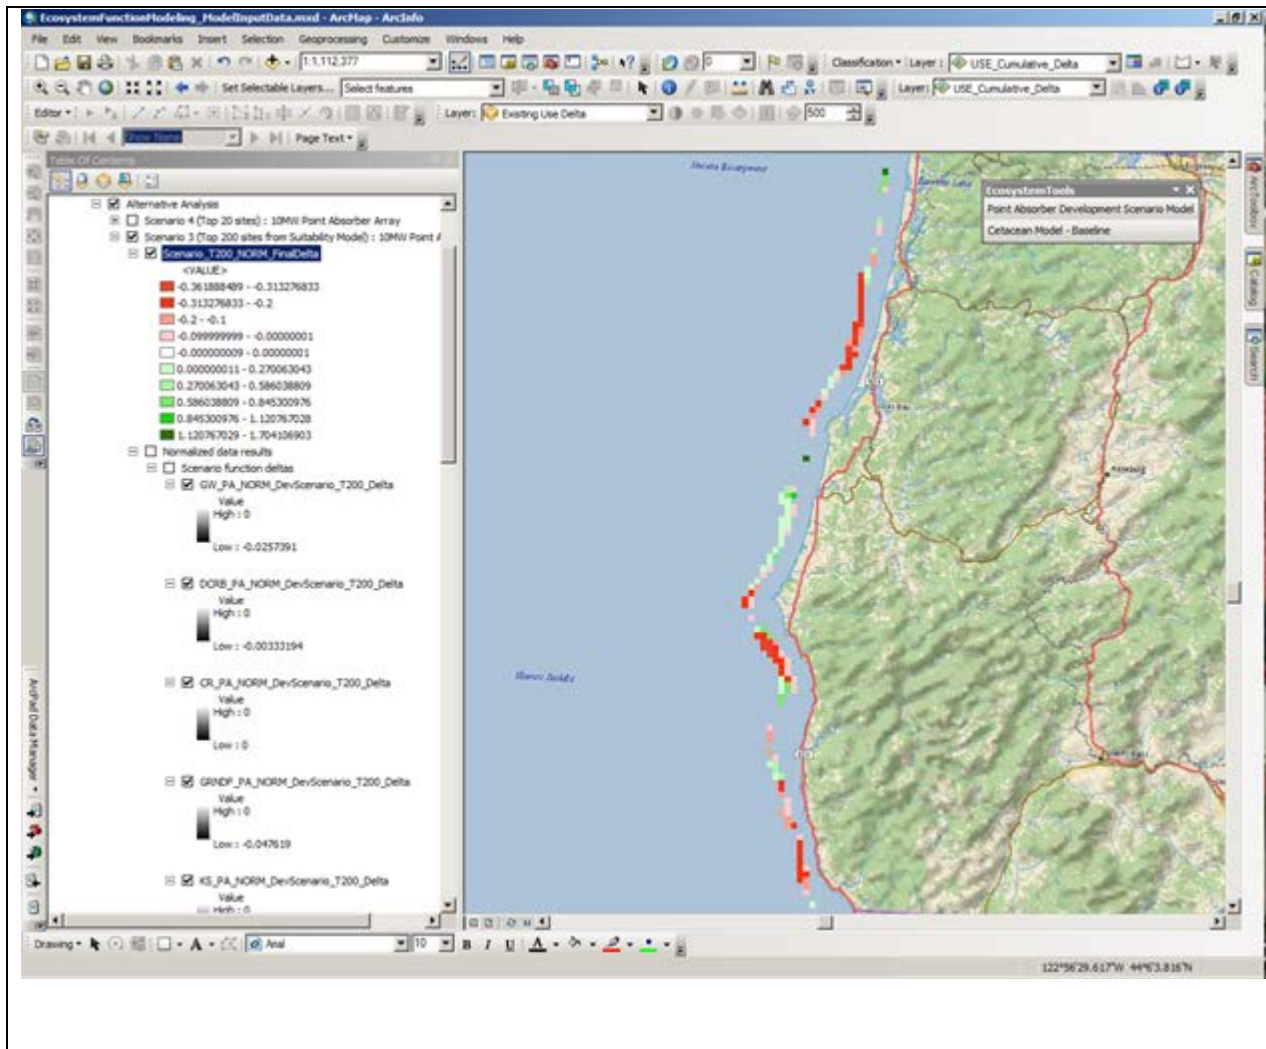 EcosystemFunctionModeling_ModelInputData.mxd - ArcMap - ArcInfo
File Edit View Bookmarks Insert Selection Geoprocessing Customize Windows Help
1:1,112,377 Classification Layer : USE_Cumulative_Delta
Set Selectable Layers... Select features Layer: USE_Cumulative_Delta
Editor Layer: Existing Use Delta 500
Page Text
Table Of Contents
Alternative Analysis
Scenario 4 (Top 20 sites) : 10MW Point Absorber Array
Scenario 3 (Top 200 sites from Suitability Model) : 10MW Point
Scenario_T200_NORM_FinalDelta
<VALUE>
-0.361888489 - -0.313276833
-0.313276833 - -0.2
-0.2 - -0.1
-0.099999999 - -0.00000001
-0.000000009 - 0.00000001
0.000000011 - 0.270063043
0.270063043 - 0.586038809
0.586038809 - 0.845300976
0.845300976 - 1.120767028
1.120767029 - 1.704106903
Normalized data results
Scenario function deltas
GW_PA_NORM_DevScenario_T200_Delta
Value
High : 0
Low : -0.0257391
DCRB_PA_NORM_DevScenario_T200_Delta
Value
High : 0
Low : -0.00333194
CR_PA_NORM_DevScenario_T200_Delta
Value
High : 0
Low : 0
GRNDF_PA_NORM_DevScenario_T200_Delta
Value
High : 0
Low : -0.047619
KS_PA_NORM_DevScenario_T200_Delta
Value
High : 0
EcosystemTools
Point Absorber Development Scenario Model
Cetacean Model - Baseline
Roseburg
ArcToolbox
Catalog
Search
ArcPad Data Manager
Drawing Arial 10 B I U A
122°56'29.617"W 44°6'3.816"N